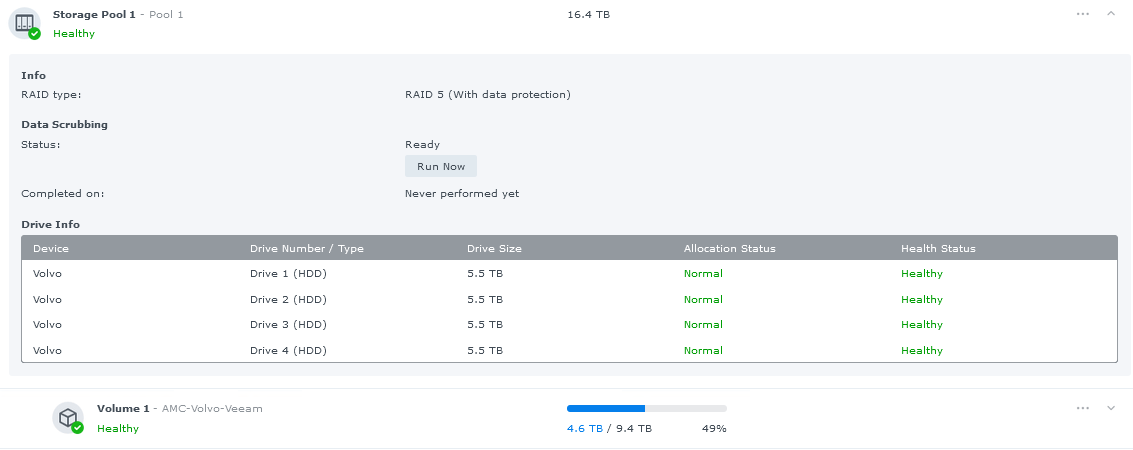 Storage Pool 1 - Pool 1 16.4 TB
Healthy
Info
RAID type: RAID 5 (With data protection)
Data Scrubbing
Status: Ready
Run Now
Completed on: Never performed yet
Drive Info
Device Drive Number / Type Drive Size Allocation Status Health Status
Volvo Drive 1 (HDD) 5.5 TB Normal Healthy
Volvo Drive 2 (HDD) 5.5 TB Normal Healthy
Volvo Drive 3 (HDD) 5.5 TB Normal Healthy
Volvo Drive 4 (HDD) 5.5 TB Normal Healthy
Volume 1 - AMC-Volvo-Veeam
Healthy 4.6 TB / 9.4 TB 49%